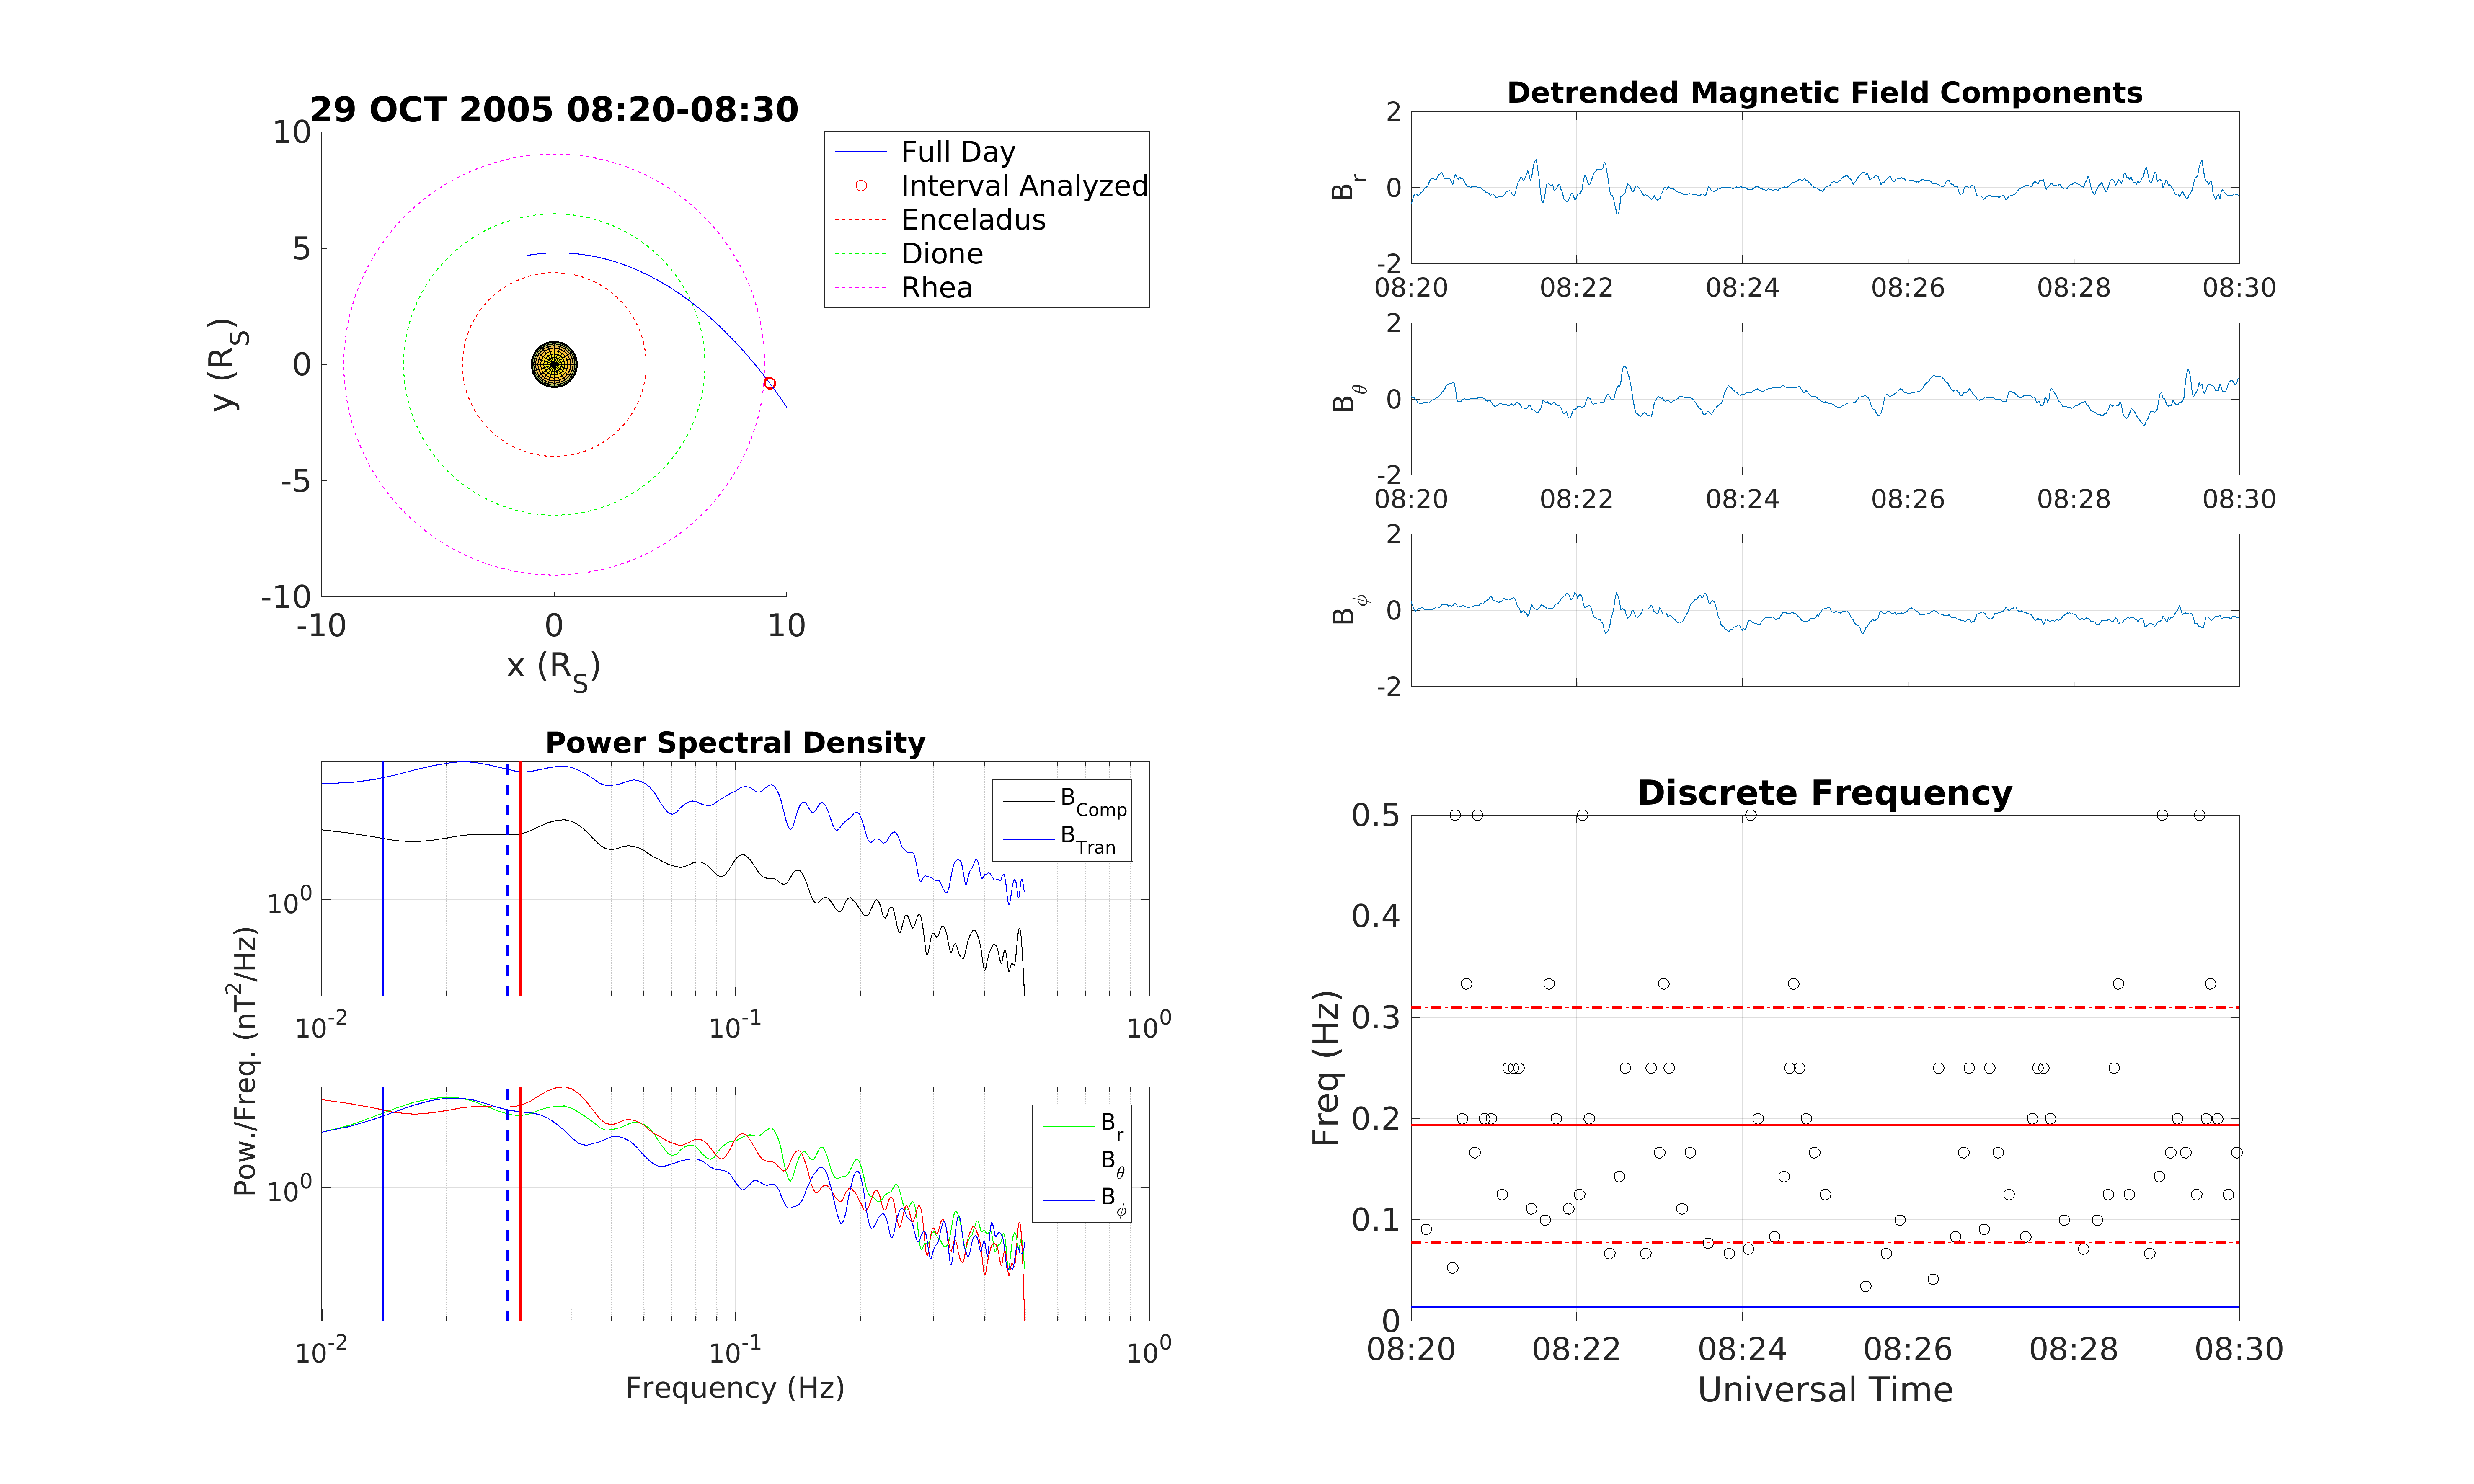 29 OCT 2005 08:20-08:30
10
5
0
-5
-10
-10
0
10
y (R_S)
x (R_S)
Full Day
Interval Analyzed
Enceladus
Dione
Rhea
Detrended Magnetic Field Components
2
0
-2
B_r
08:20
08:22
08:24
08:26
08:28
08:30
2
0
-2
B_θ
08:20
08:22
08:24
08:26
08:28
08:30
2
0
-2
B_ϕ
Power Spectral Density
B_Comp
B_Tran
10^0
10^-2
10^-1
10^0
Pow./Freq. (nT^2/Hz)
B_r
B_θ
B_ϕ
10^0
10^-2
10^-1
10^0
Frequency (Hz)
Discrete Frequency
0.5
0.4
0.3
0.2
0.1
0
Freq (Hz)
08:20
08:22
08:24
08:26
08:28
08:30
Universal Time